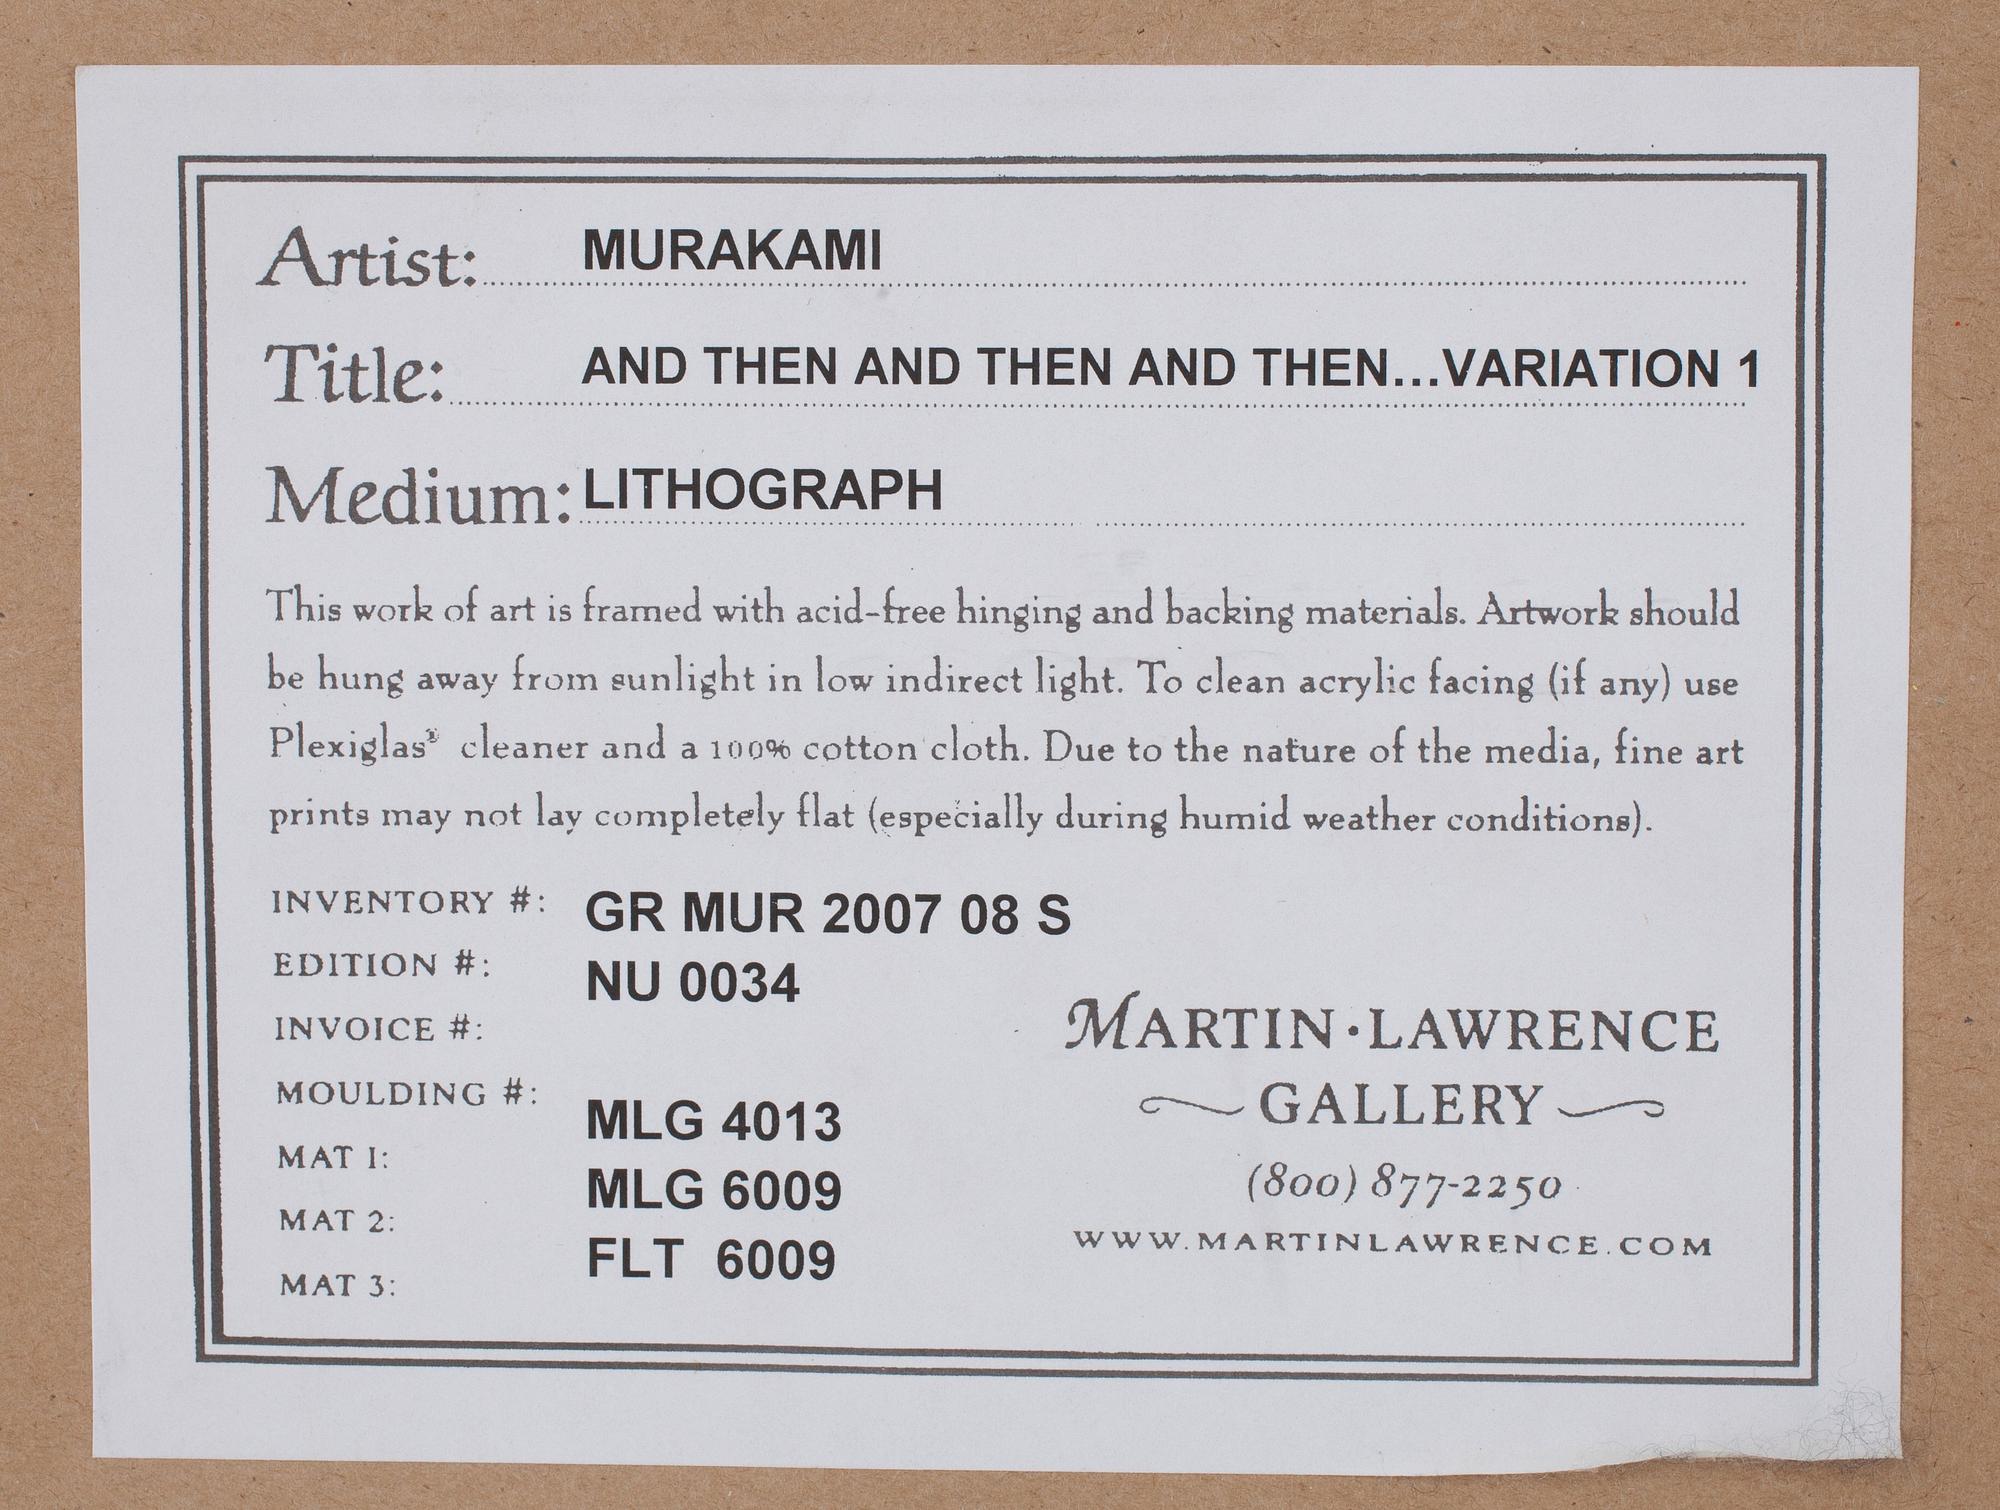 Artist: MURAKAMI
Title: AND THEN AND THEN AND THEN...VARIATION 1
Medium: LITHOGRAPH
This work of art is framed with acid-free hinging and backing materials. Artwork should
be hung away from sunlight in low indirect light. To clean acrylic facing (if any) use
Plexiglas® cleaner and a 100% cotton cloth. Due to the nature of the media, fine art
prints may not lay completely flat (especially during humid weather conditions).
INVENTORY #: GR MUR 2007 08 S
EDITION #: NU 0034
INVOICE #:
MOULDING #: MLG 4013
MAT 1: MLG 6009
MAT 2: FLT 6009
MAT 3:
MARTIN·LAWRENCE
GALLERY
(800) 877-2250
WWW.MARTINLAWRENCE.COM